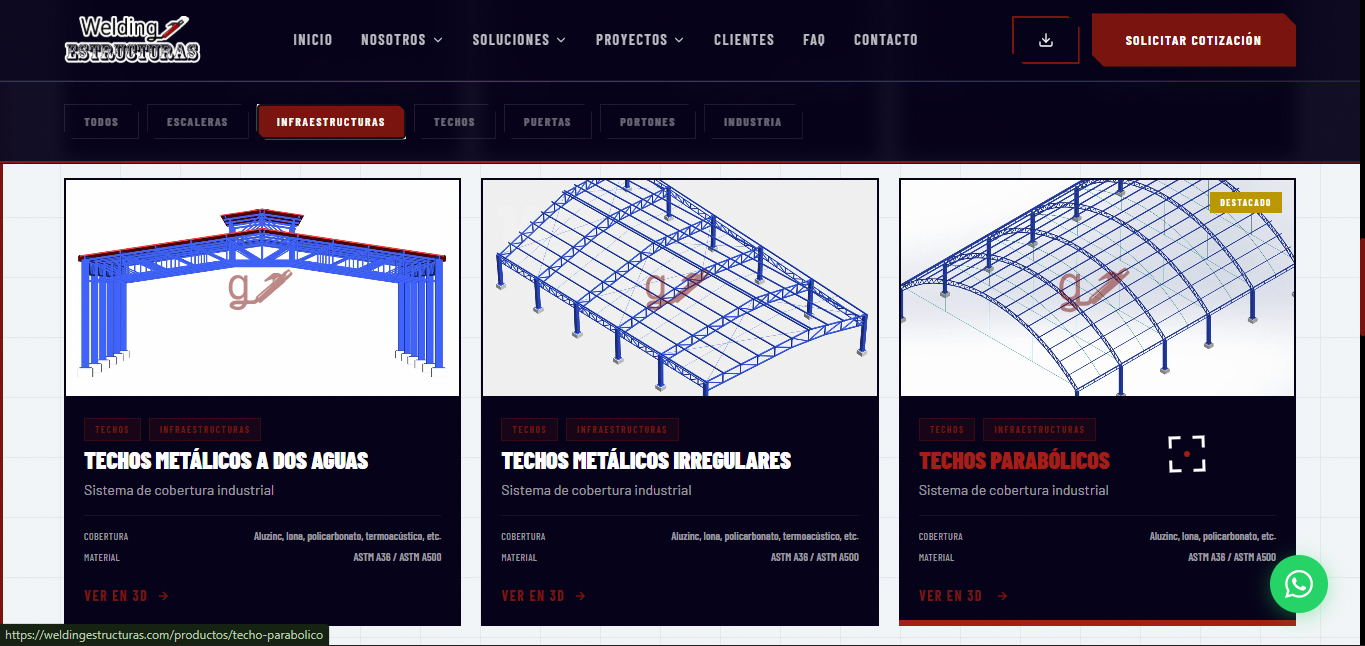 Welding
ESTRUCTURAS
INICIO
NOSOTROS
SOLUCIONES
PROYECTOS
CLIENTES
FAQ
CONTACTO
SOLICITAR COTIZACIÓN
TODOS
ESCALERAS
INFRAESTRUCTURAS
TECHOS
PUERTAS
PORTONES
INDUSTRIA
g
TECHOS INFRAESTRUCTURAS
TECHOS METÁLICOS A DOS AGUAS
Sistema de cobertura industrial
COBERTURA Aluzinc, lona, policarbonato, termoacústico, etc.
MATERIAL ASTM A36 / ASTM A500
VER EN 3D →
g
TECHOS INFRAESTRUCTURAS
TECHOS METÁLICOS IRREGULARES
Sistema de cobertura industrial
COBERTURA Aluzinc, lona, policarbonato, termoacústico, etc.
MATERIAL ASTM A36 / ASTM A500
VER EN 3D →
DESTACADO
g
TECHOS INFRAESTRUCTURAS
TECHOS PARABÓLICOS
Sistema de cobertura industrial
COBERTURA Aluzinc, lona, policarbonato, etc.
MATERIAL ASTM A36 / ASTM A500
VER EN 3D →
https://weldingestructuras.com/productos/techo-parabolico